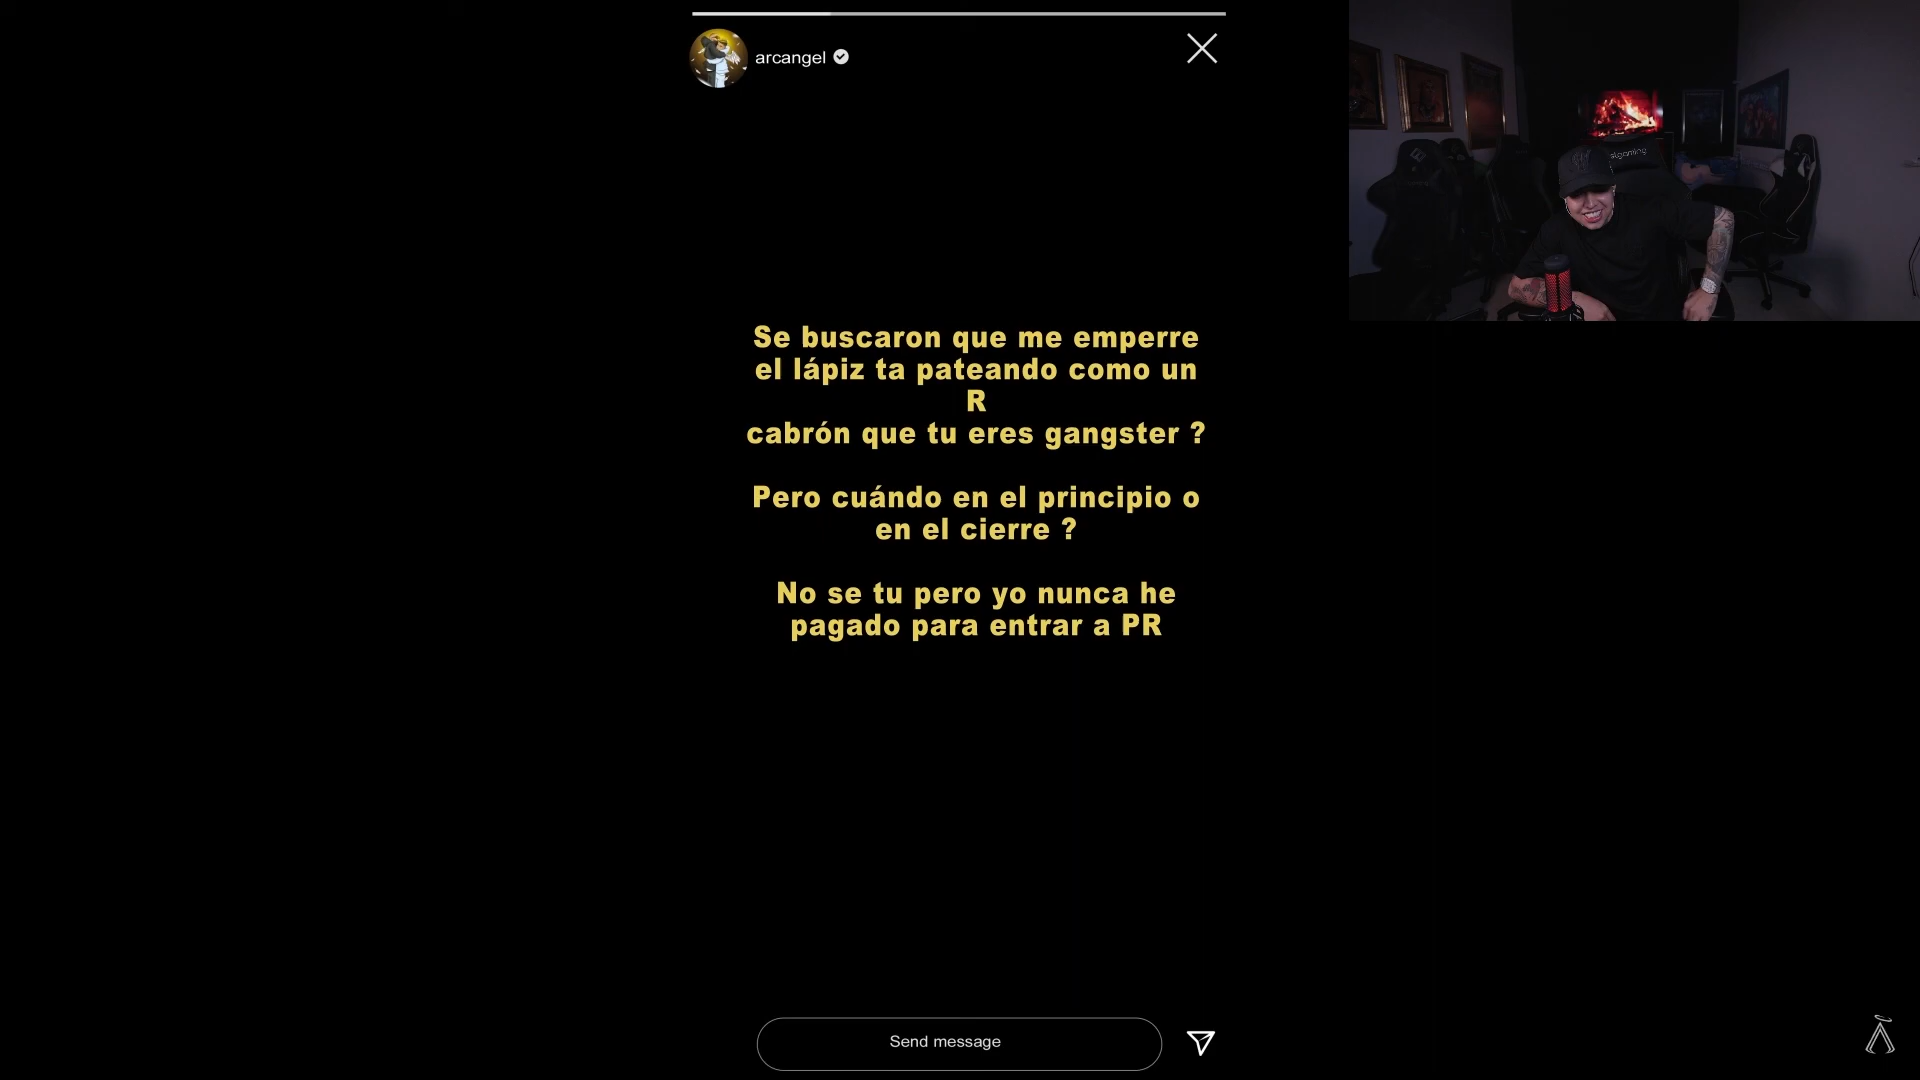 arcangel
Se buscaron que me emperre
el lápiz ta pateando como un
R
cabrón que tu eres gangster ?
Pero cuándo en el principio o
en el cierre ?
No se tu pero yo nunca he
pagado para entrar a PR
Send message